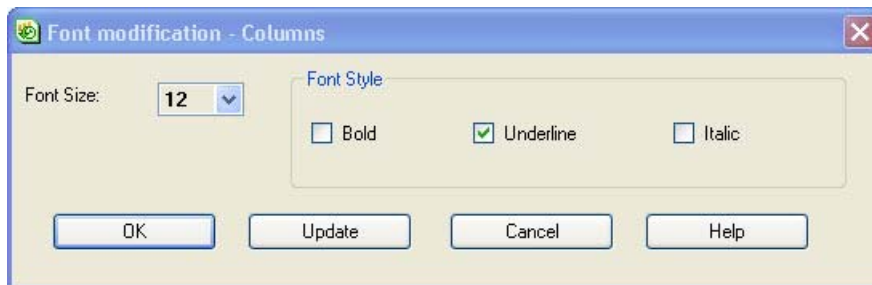 Font modification - Columns
Font Size: 12
Font Style
Bold Underline Italic
OK Update Cancel Help